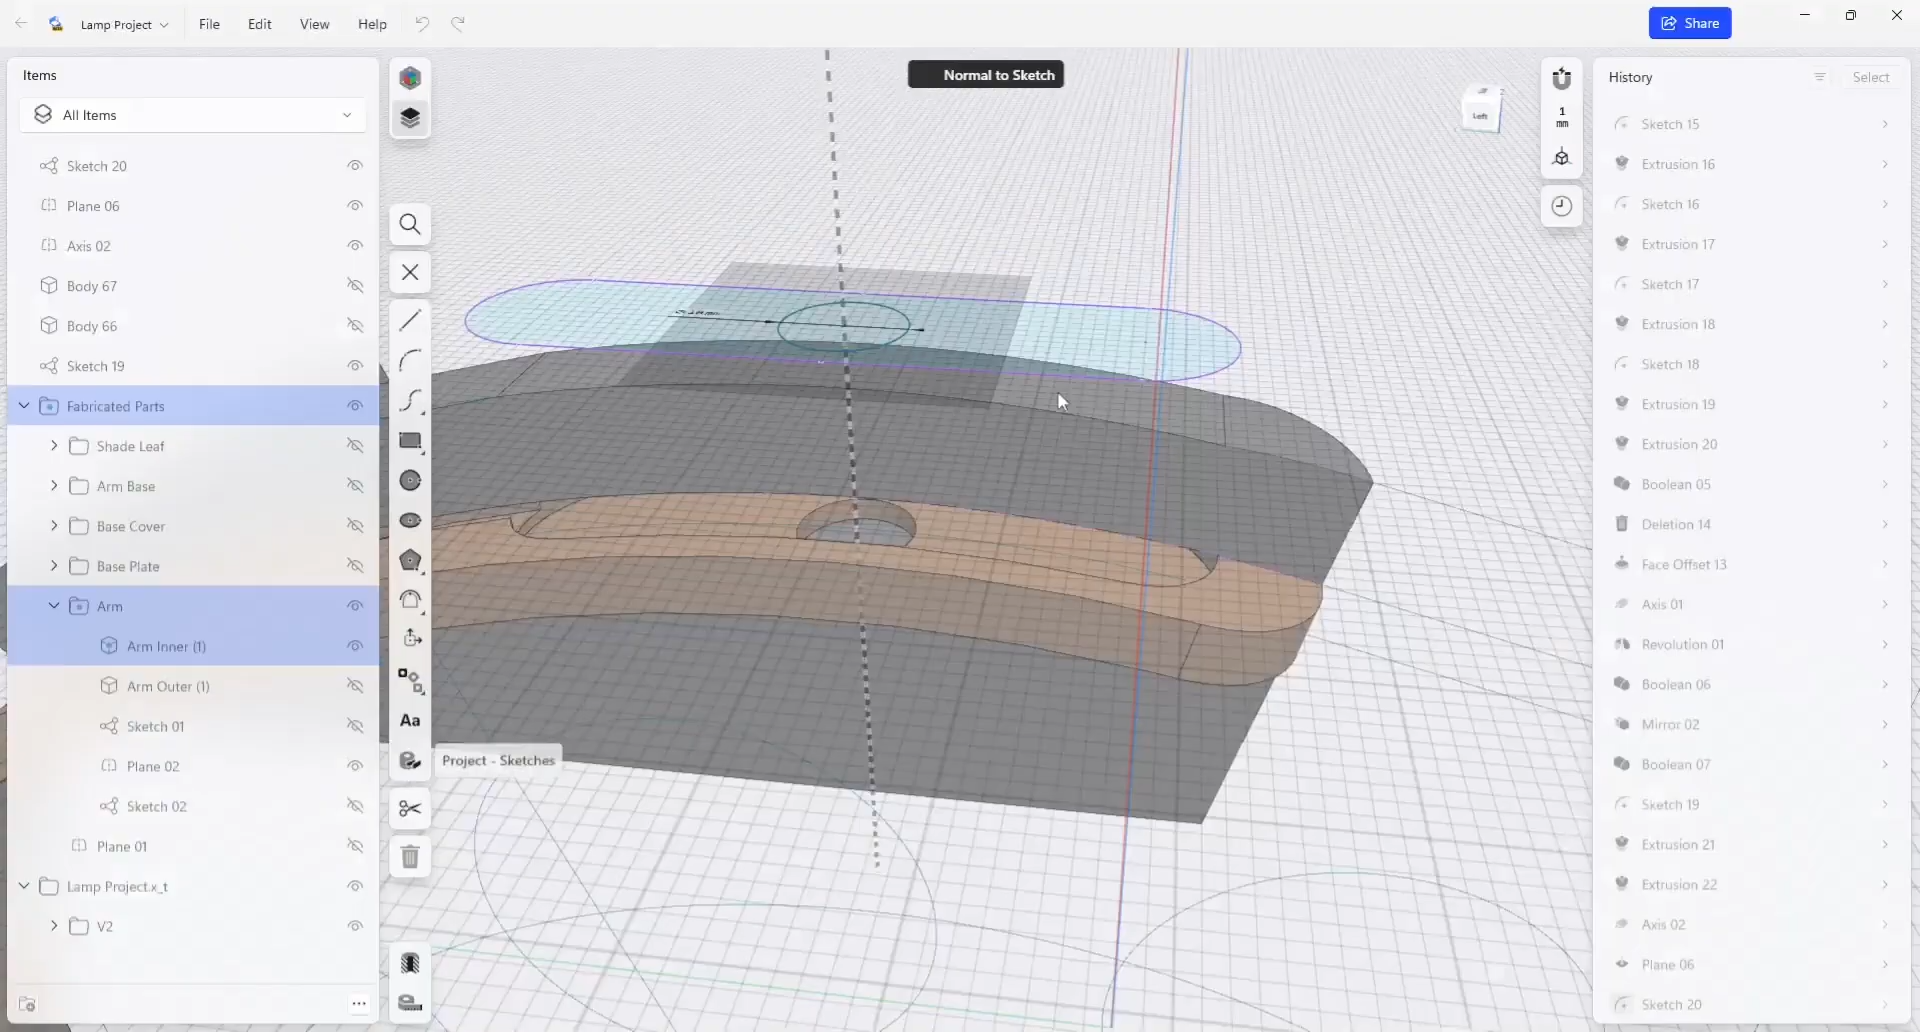 Lamp Project
File
Edit
View
Help
Share
Items
All Items
Sketch 20
Plane 06
Axis 02
Body 67
Body 66
Sketch 19
Fabricated Parts
Shade Leaf
Arm Base
Base Cover
Base Plate
Arm
Arm Inner (1)
Arm Outer (1)
Sketch 01
Plane 02
Sketch 02
Plane 01
Lamp Project.x_t
V2
Aa
Project - Sketches
Normal to Sketch
Left
1
mm
History
Select
Sketch 15
Extrusion 16
Sketch 16
Extrusion 17
Sketch 17
Extrusion 18
Sketch 18
Extrusion 19
Extrusion 20
Boolean 05
Deletion 14
Face Offset 13
Axis 01
Revolution 01
Boolean 06
Mirror 02
Boolean 07
Sketch 19
Extrusion 21
Extrusion 22
Axis 02
Plane 06
Sketch 20